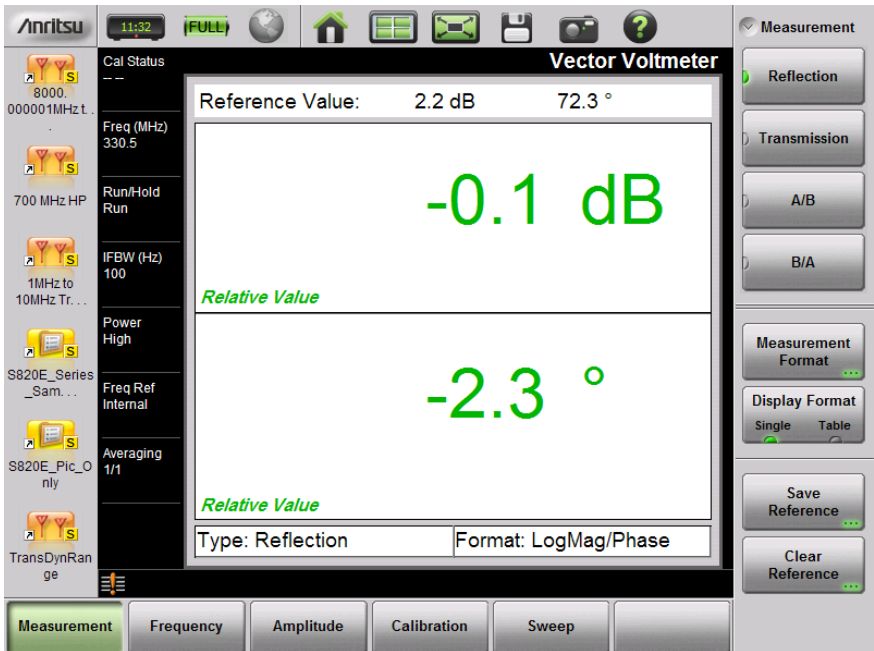 Anritsu
11:32
FULL
?
Measurement
Vector Voltmeter
8000.
000001MHz t. .
.
700 MHz HP
1MHz to
10MHz Tr. . .
S820E_Series
_Sam. . .
S820E_Pic_O
nly
TransDynRan
ge
S
S
S
S
S
S
Cal Status
-- --
Freq (MHz)
330.5
Run/Hold
Run
IFBW (Hz)
100
Power
High
Freq Ref
Internal
Averaging
1/1
Reference Value: 2.2 dB 72.3 °
-0.1 dB
Relative Value
-2.3 °
Relative Value
Type: Reflection
Format: LogMag/Phase
Reflection
Transmission
A/B
B/A
Measurement
Format
Display Format
Single Table
Save
Reference
Clear
Reference
Measurement
Frequency
Amplitude
Calibration
Sweep